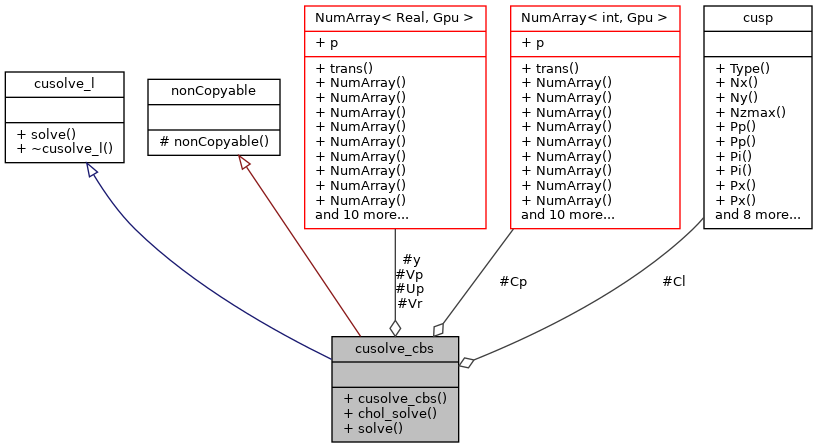 cusolve_l
+ solve()
+ ~cusolve_l()
nonCopyable
# nonCopyable()
NumArray< Real, Gpu >
+ p
+ trans()
+ NumArray()
+ NumArray()
+ NumArray()
+ NumArray()
+ NumArray()
+ NumArray()
+ NumArray()
+ NumArray()
+ NumArray()
and 10 more...
NumArray< int, Gpu >
+ p
+ trans()
+ NumArray()
+ NumArray()
+ NumArray()
+ NumArray()
+ NumArray()
+ NumArray()
+ NumArray()
+ NumArray()
+ NumArray()
and 10 more...
cusp
+ Type()
+ Nx()
+ Ny()
+ Nzmax()
+ Pp()
+ Pp()
+ Pi()
+ Pi()
+ Px()
+ Px()
and 8 more...
#y
#Vp
#Up
#Vr
#Cp
#Cl
cusolve_cbs
+ cusolve_cbs()
+ chol_solve()
+ solve()